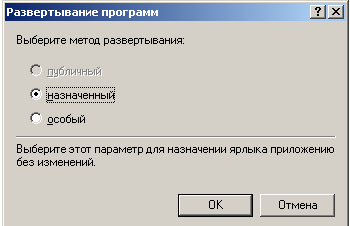 Развертывание программ
Выберите метод развертывания:
публичный
назначенный
особый
Выберите этот параметр для назначении ярлыка приложению
без изменений.
OK
Отмена